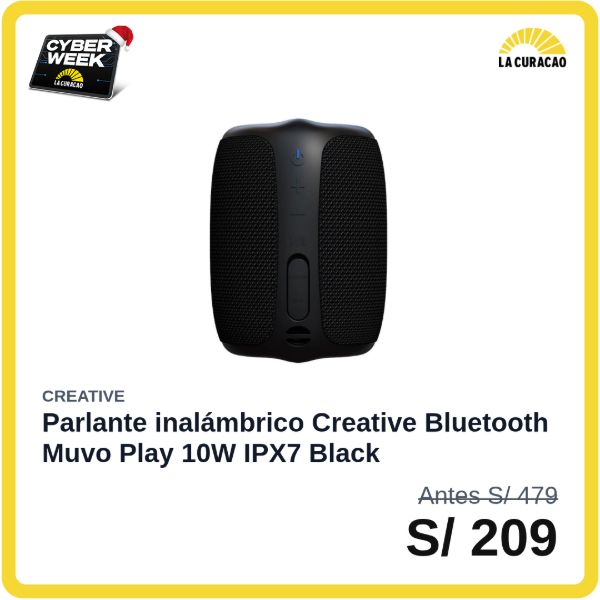 CYBER
WEEK
LA CURACAO
LA CURACAO
CREATIVE
Parlante inalámbrico Creative Bluetooth
Muvo Play 10W IPX7 Black
Antes S/ 479
S/ 209